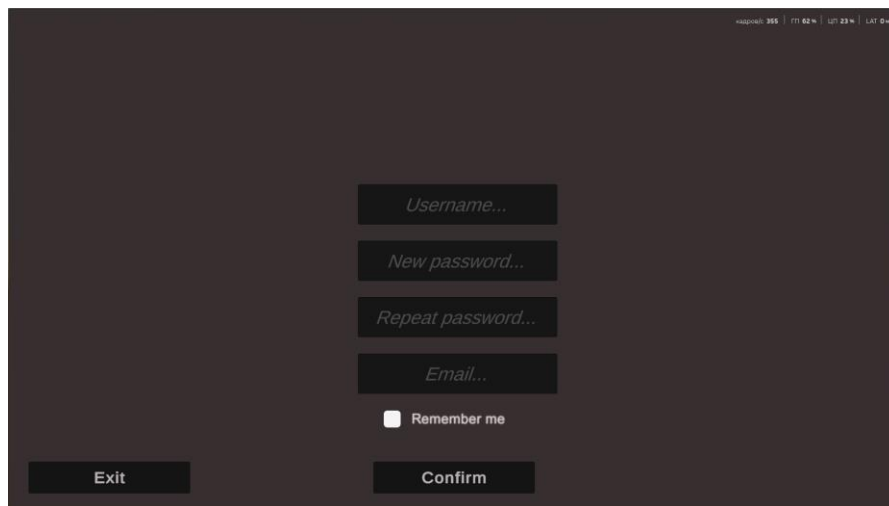 кадров/с 355 | ГП 62 % | ЦП 23 % | LAT 0
Username...
New password...
Repeat password...
Email...
Remember me
Exit
Confirm